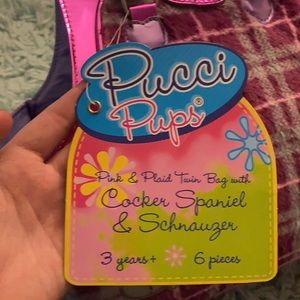 Pucci
Pups®
Pink & Plaid Twin Bag with
Cocker Spaniel
& Schnauzer
3 years + 6 pieces